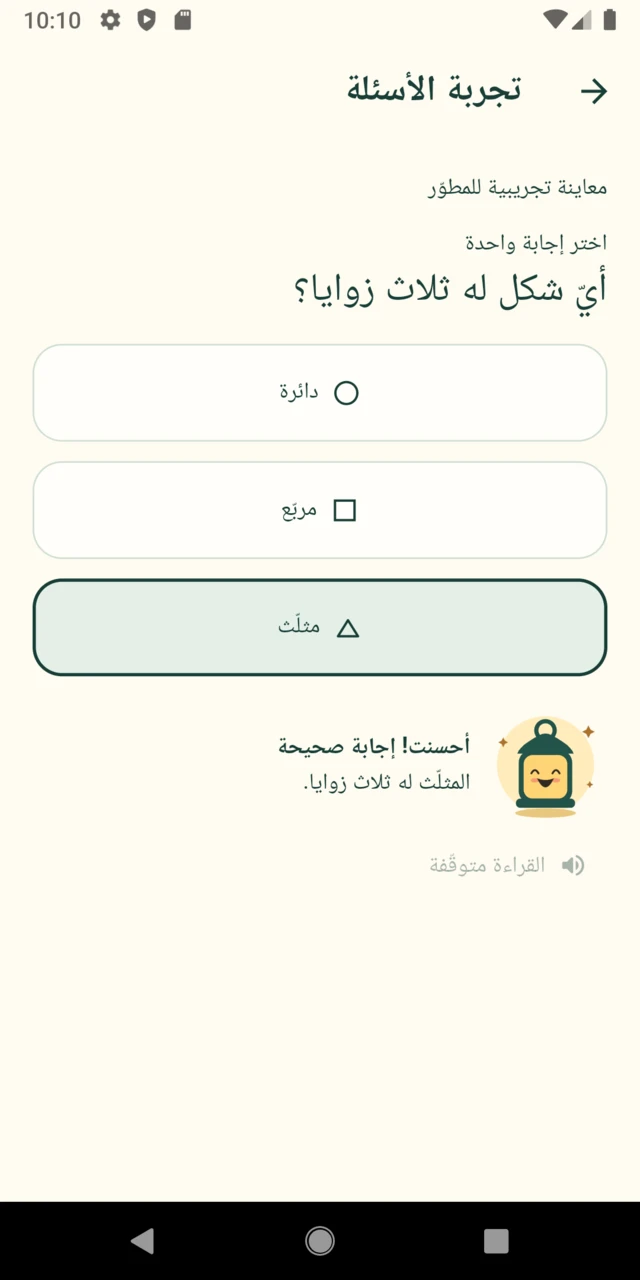 10:10
تجربة الأسئلة
معاينة تجريبية للمطوّر
اختر إجابة واحدة
أيّ شكل له ثلاث زوايا؟
دائرة
مربّع
مثلّث
أحسنت! إجابة صحيحة
المثلّث له ثلاث زوايا.
القراءة متوقّفة